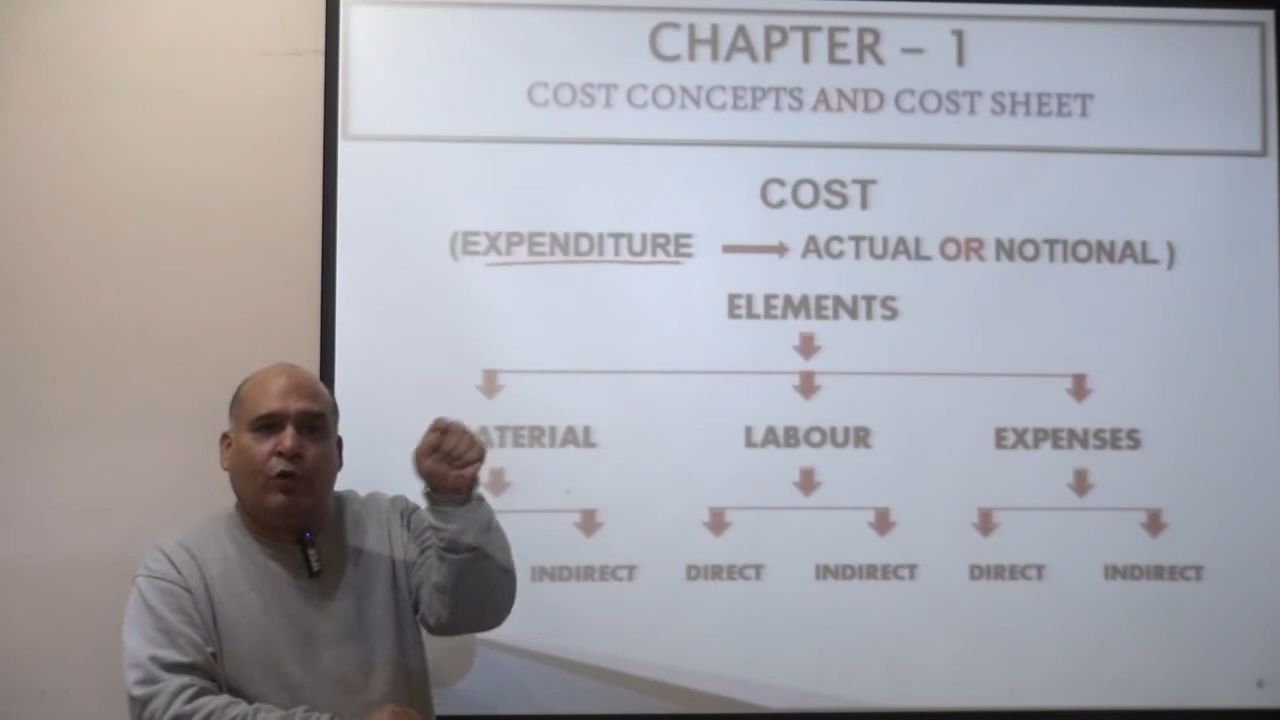 CHAPTER – 1
COST CONCEPTS AND COST SHEET
COST
(EXPENDITURE → ACTUAL OR NOTIONAL )
ELEMENTS
ATERIAL LABOUR EXPENSES
INDIRECT DIRECT INDIRECT DIRECT INDIRECT